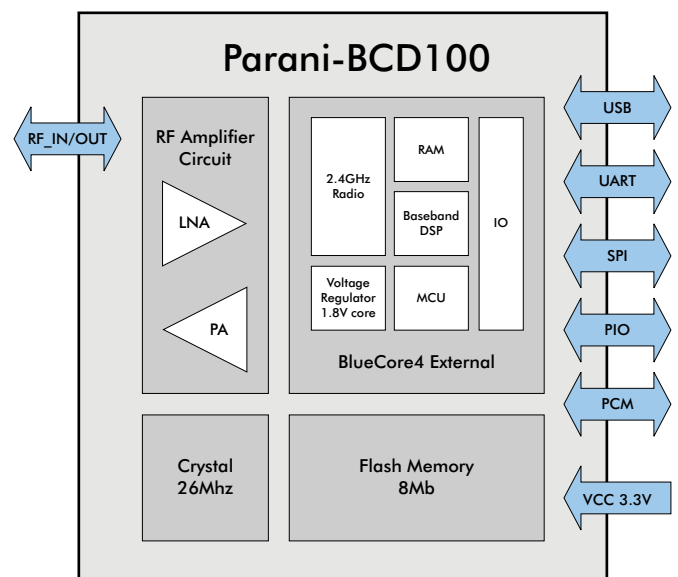 Parani-BCD100
RF_IN/OUT
RF Amplifier
Circuit
LNA
PA
2.4GHz
Radio
RAM
Baseband
DSP
IO
Voltage
Regulator
1.8V core
MCU
BlueCore4 External
Crystal
26Mhz
Flash Memory
8Mb
USB
UART
SPI
PIO
PCM
VCC 3.3V